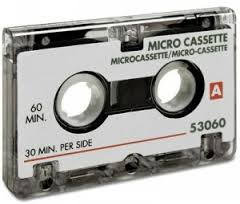 MICRO CASSETTE
MICROCASSETTE/MICRO-CASSETTE
60
MIN.
A
53060
30 MIN. PER SIDE